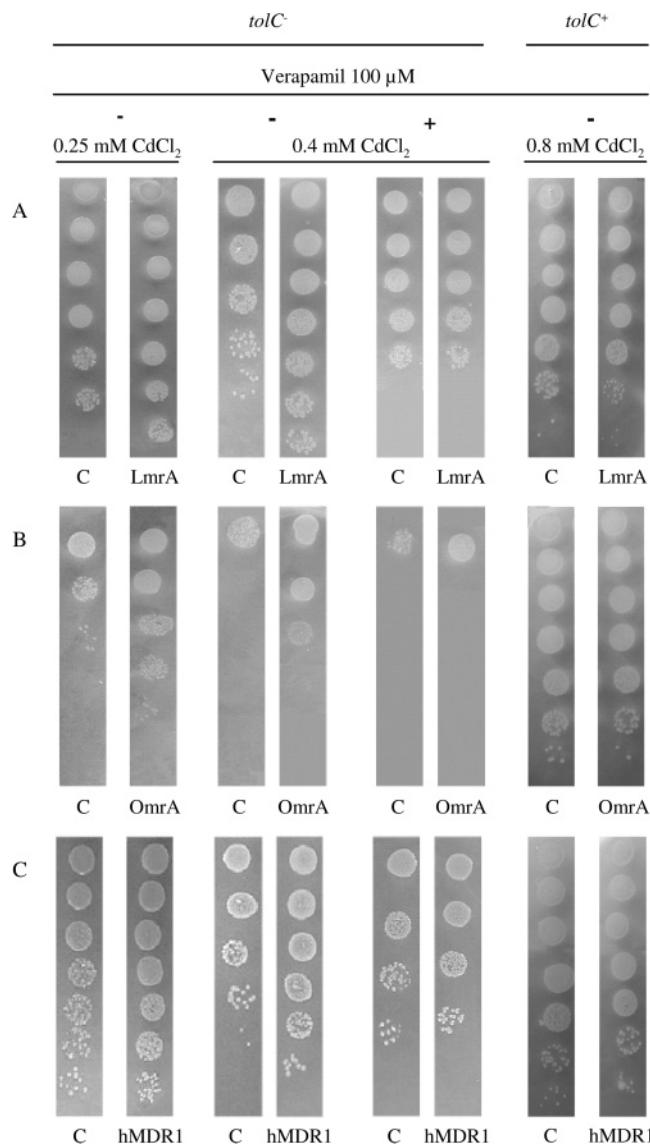 tolC- tolC+
Verapamil 100 μM
- - + -
0.25 mM CdCl2 0.4 mM CdCl2 0.8 mM CdCl2
A
C LmrA C LmrA C LmrA C LmrA
B
C OmrA C OmrA C OmrA C OmrA
C
C hMDR1 C hMDR1 C hMDR1 C hMDR1